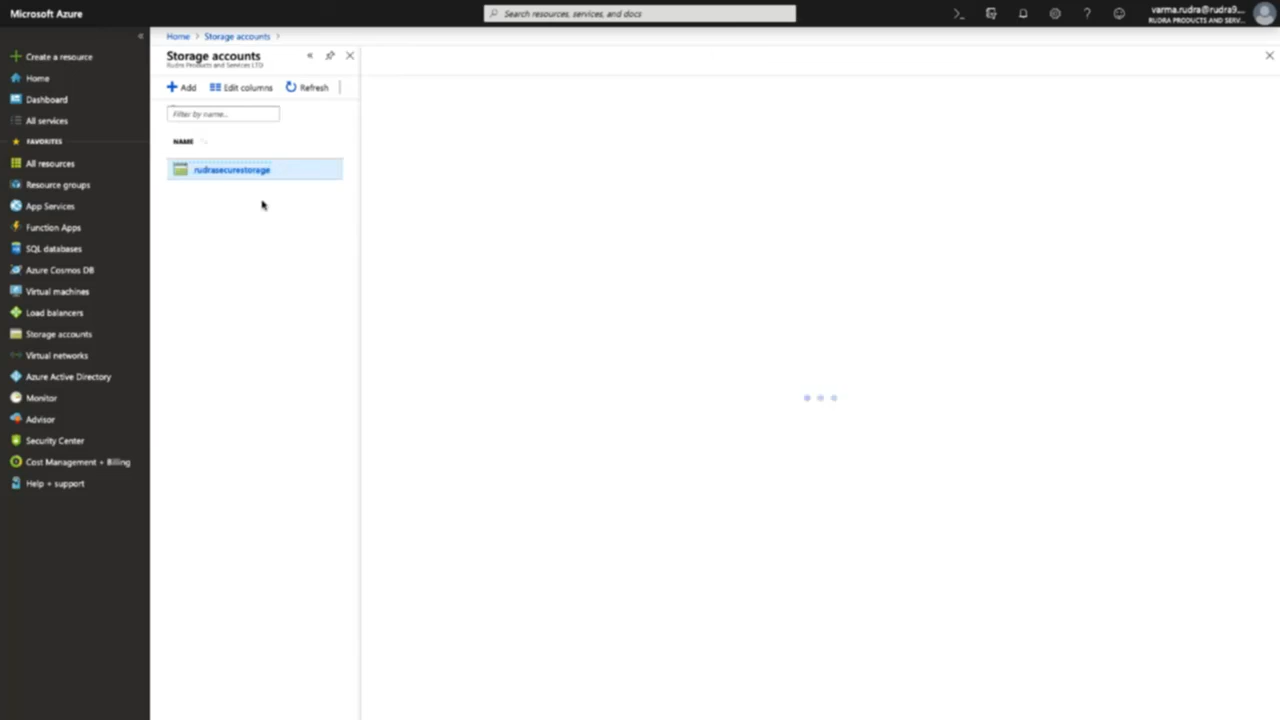 Microsoft Azure
Search resources, services, and docs
varma.rudra@rudra9...
RUDRA PRODUCTS AND SERV...
Create a resource
Home
Dashboard
All services
FAVORITES
All resources
Resource groups
App Services
Function Apps
SQL databases
Azure Cosmos DB
Virtual machines
Load balancers
Storage accounts
Virtual networks
Azure Active Directory
Monitor
Advisor
Security Center
Cost Management + Billing
Help + support
Home > Storage accounts >
Storage accounts
Rudra Products and Services LTD
Add Edit columns Refresh
Filter by name...
NAME
rudrasecurestorage